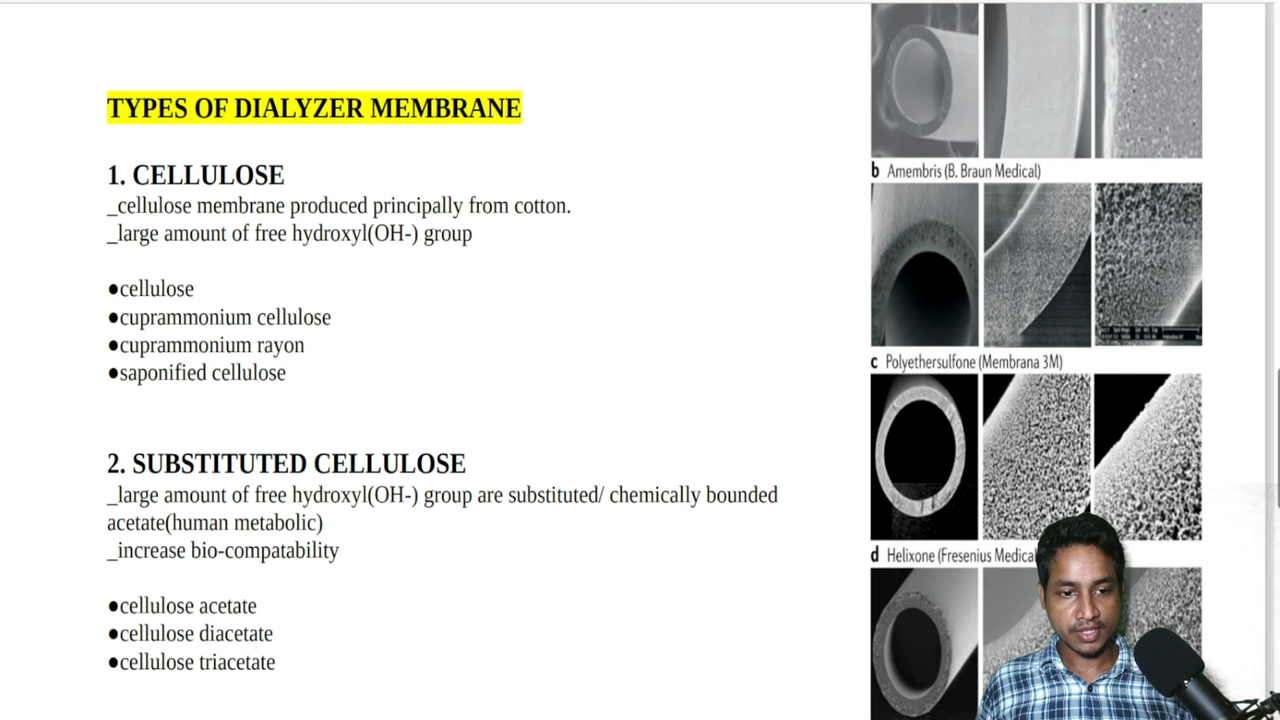 TYPES OF DIALYZER MEMBRANE
1. CELLULOSE
_cellulose membrane produced principally from cotton.
_large amount of free hydroxyl(OH-) group
●cellulose
●cuprammonium cellulose
●cuprammonium rayon
●saponified cellulose
2. SUBSTITUTED CELLULOSE
_large amount of free hydroxyl(OH-) group are substituted/ chemically bounded
acetate(human metabolic)
_increase bio-compatability
●cellulose acetate
●cellulose diacetate
●cellulose triacetate
b Amembris (B. Braun Medical)
c Polyethersulfone (Membrana 3M)
d Helixone (Fresenius Medical